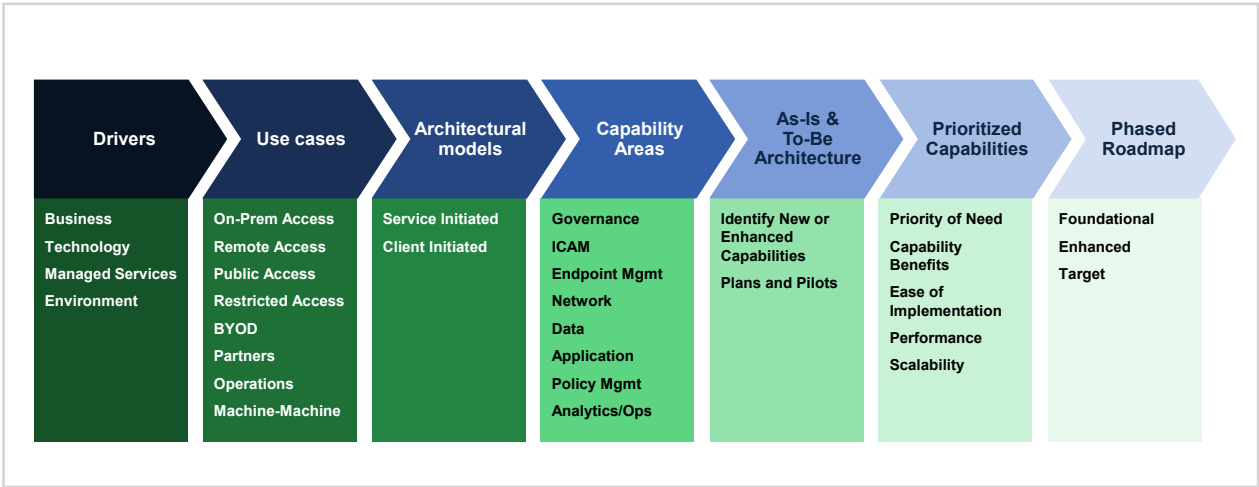 Drivers
Business
Technology
Managed Services
Environment
Use cases
On-Prem Access
Remote Access
Public Access
Restricted Access
BYOD
Partners
Operations
Machine-Machine
Architectural
models
Service Initiated
Client Initiated
Capability
Areas
Governance
ICAM
Endpoint Mgmt
Network
Data
Application
Policy Mgmt
Analytics/Ops
As-Is &
To-Be
Architecture
Identify New or
Enhanced
Capabilities
Plans and Pilots
Prioritized
Capabilities
Priority of Need
Capability
Benefits
Ease of
Implementation
Performance
Scalability
Phased
Roadmap
Foundational
Enhanced
Target